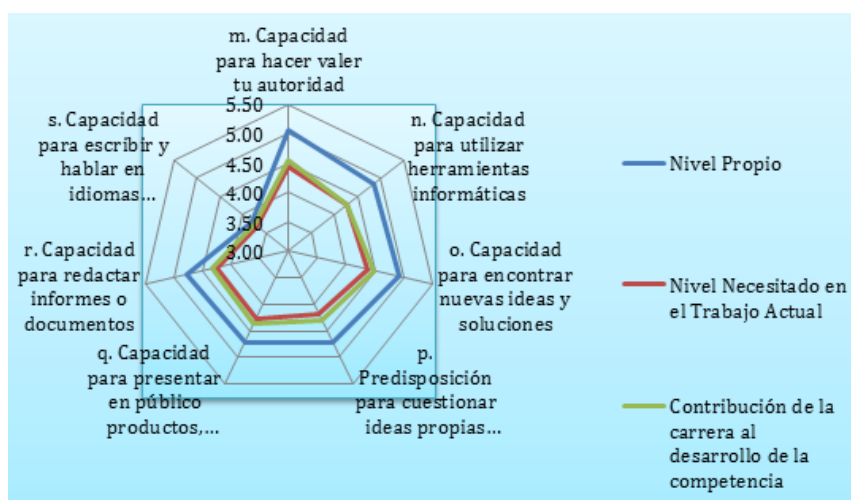 m. Capacidad
para hacer valer
tu autoridad
n. Capacidad
para utilizar
herramientas
informáticas
o. Capacidad
para encontrar
nuevas ideas y
soluciones
p.
Predisposición
para cuestionar
ideas propias...
q. Capacidad
para presentar
en público
productos,...
r. Capacidad
para redactar
informes o
documentos
s. Capacidad
para escribir y
hablar en
idiomas...
5.50
5.00
4.50
4.00
3.50
3.00
Nivel Propio
Nivel Necesitado en
el Trabajo Actual
Contribución de la
carrera al
desarrollo de la
competencia